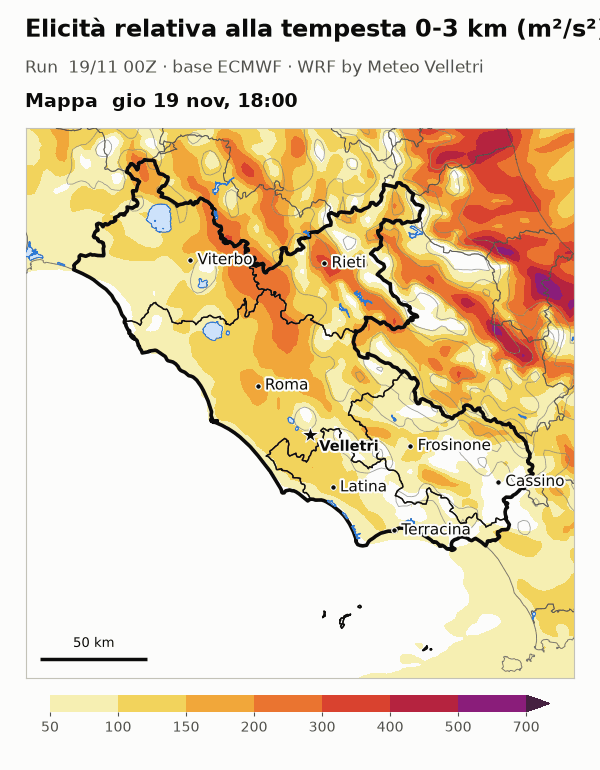 Elicità relativa alla tempesta 0-3 km (m²/s²)
Run  19/11 00Z · base ECMWF · WRF by Meteo Velletri
Mappa  gio 19 nov, 18:00
Viterbo
Rieti
Roma
Velletri
Frosinone
Cassino
Latina
Terracina
50 km
50 100 150 200 300 400 500 700